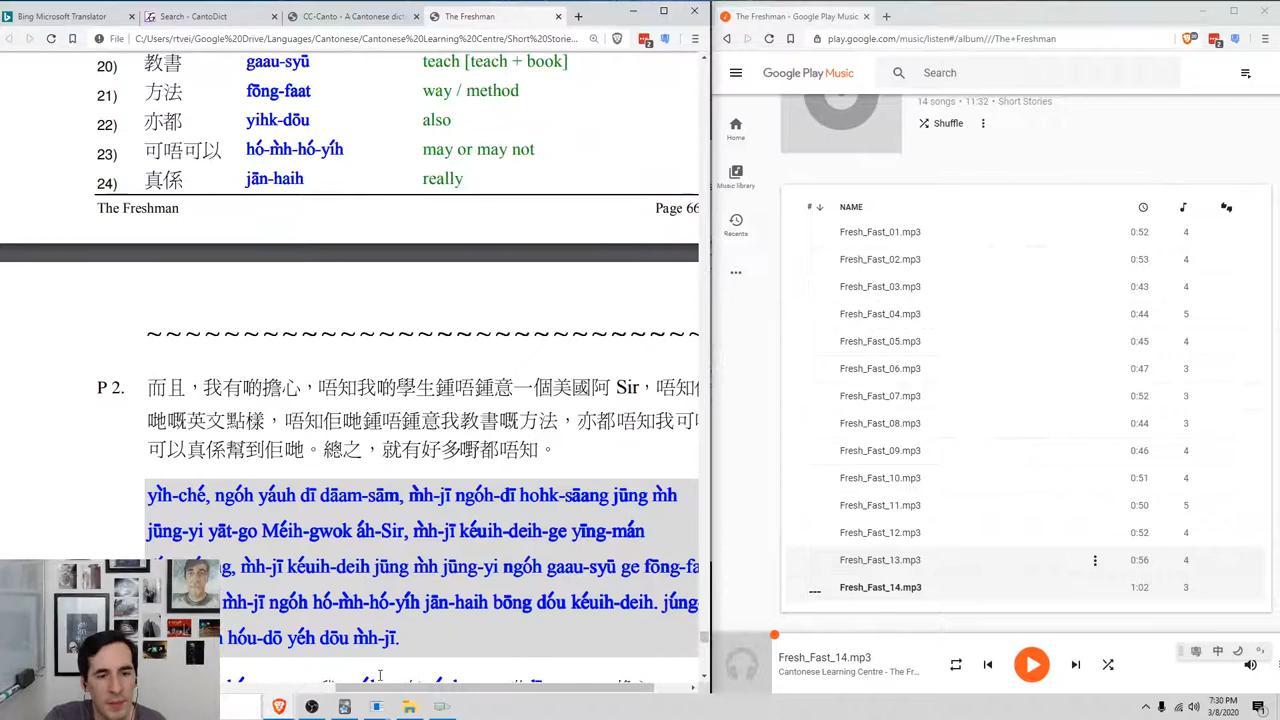 Bing Microsoft Translator
Search - CantoDict
CC-Canto - A Cantonese dict
The Freshman
File
C:/Users/rtvei/Google%20Drive/Languages/Cantonese/Cantonese%20Learning%20Centre/Short%20Storie...
20) 教書 gaau-syū teach [teach + book]
21) 方法 fōng-faat way / method
22) 亦都 yihk-dōu also
23) 可唔可以 hó-m̀h-hó-yíh may or may not
24) 真係 jān-haih really
The Freshman Page 66
~~~~~~~~~~~~~~~~~~~~~~~~~~~~~
P 2. 而且，我有啲擔心，唔知我啲學生鍾唔鍾意一個美國阿 Sir，唔知
哋嘅英文點樣，唔知佢哋鍾唔鍾意我教書嘅方法，亦都唔知我可
可以真係幫到佢哋。總之，就有好多嘢都唔知。
yìh-ché, ngóh yáuh dī dāam-sām, m̀h-jī ngóh-dī hohk-sāang jūng m̀h
jūng-yi yāt-go Méih-gwok áh-Sir, m̀h-jī kéuih-deih-ge yīng-mán
m̀h-jī kéuih-deih jūng m̀h jūng-yi ngóh gaau-syū ge fōng-fa
m̀h-jī ngóh hó-m̀h-hó-yíh jān-haih bōng dóu kéuih-deih. júng
hóu-dō yéh dōu m̀h-jī.
The Freshman - Google Play Music
play.google.com/music/listen#/album///The+Freshman
Google Play Music
Search
14 songs • 11:32 • Short Stories
Shuffle
Home
Music library
Recents
# NAME
Fresh_Fast_01.mp3 0:52 4
Fresh_Fast_02.mp3 0:53 4
Fresh_Fast_03.mp3 0:43 4
Fresh_Fast_04.mp3 0:44 5
Fresh_Fast_05.mp3 0:45 4
Fresh_Fast_06.mp3 0:47 3
Fresh_Fast_07.mp3 0:52 3
Fresh_Fast_08.mp3 0:44 3
Fresh_Fast_09.mp3 0:46 4
Fresh_Fast_10.mp3 0:51 4
Fresh_Fast_11.mp3 0:50 5
Fresh_Fast_12.mp3 0:52 4
Fresh_Fast_13.mp3 0:56 4
Fresh_Fast_14.mp3 1:02 3
Fresh_Fast_14.mp3
Cantonese Learning Centre - The Fr...
中
7:30 PM
3/8/2020